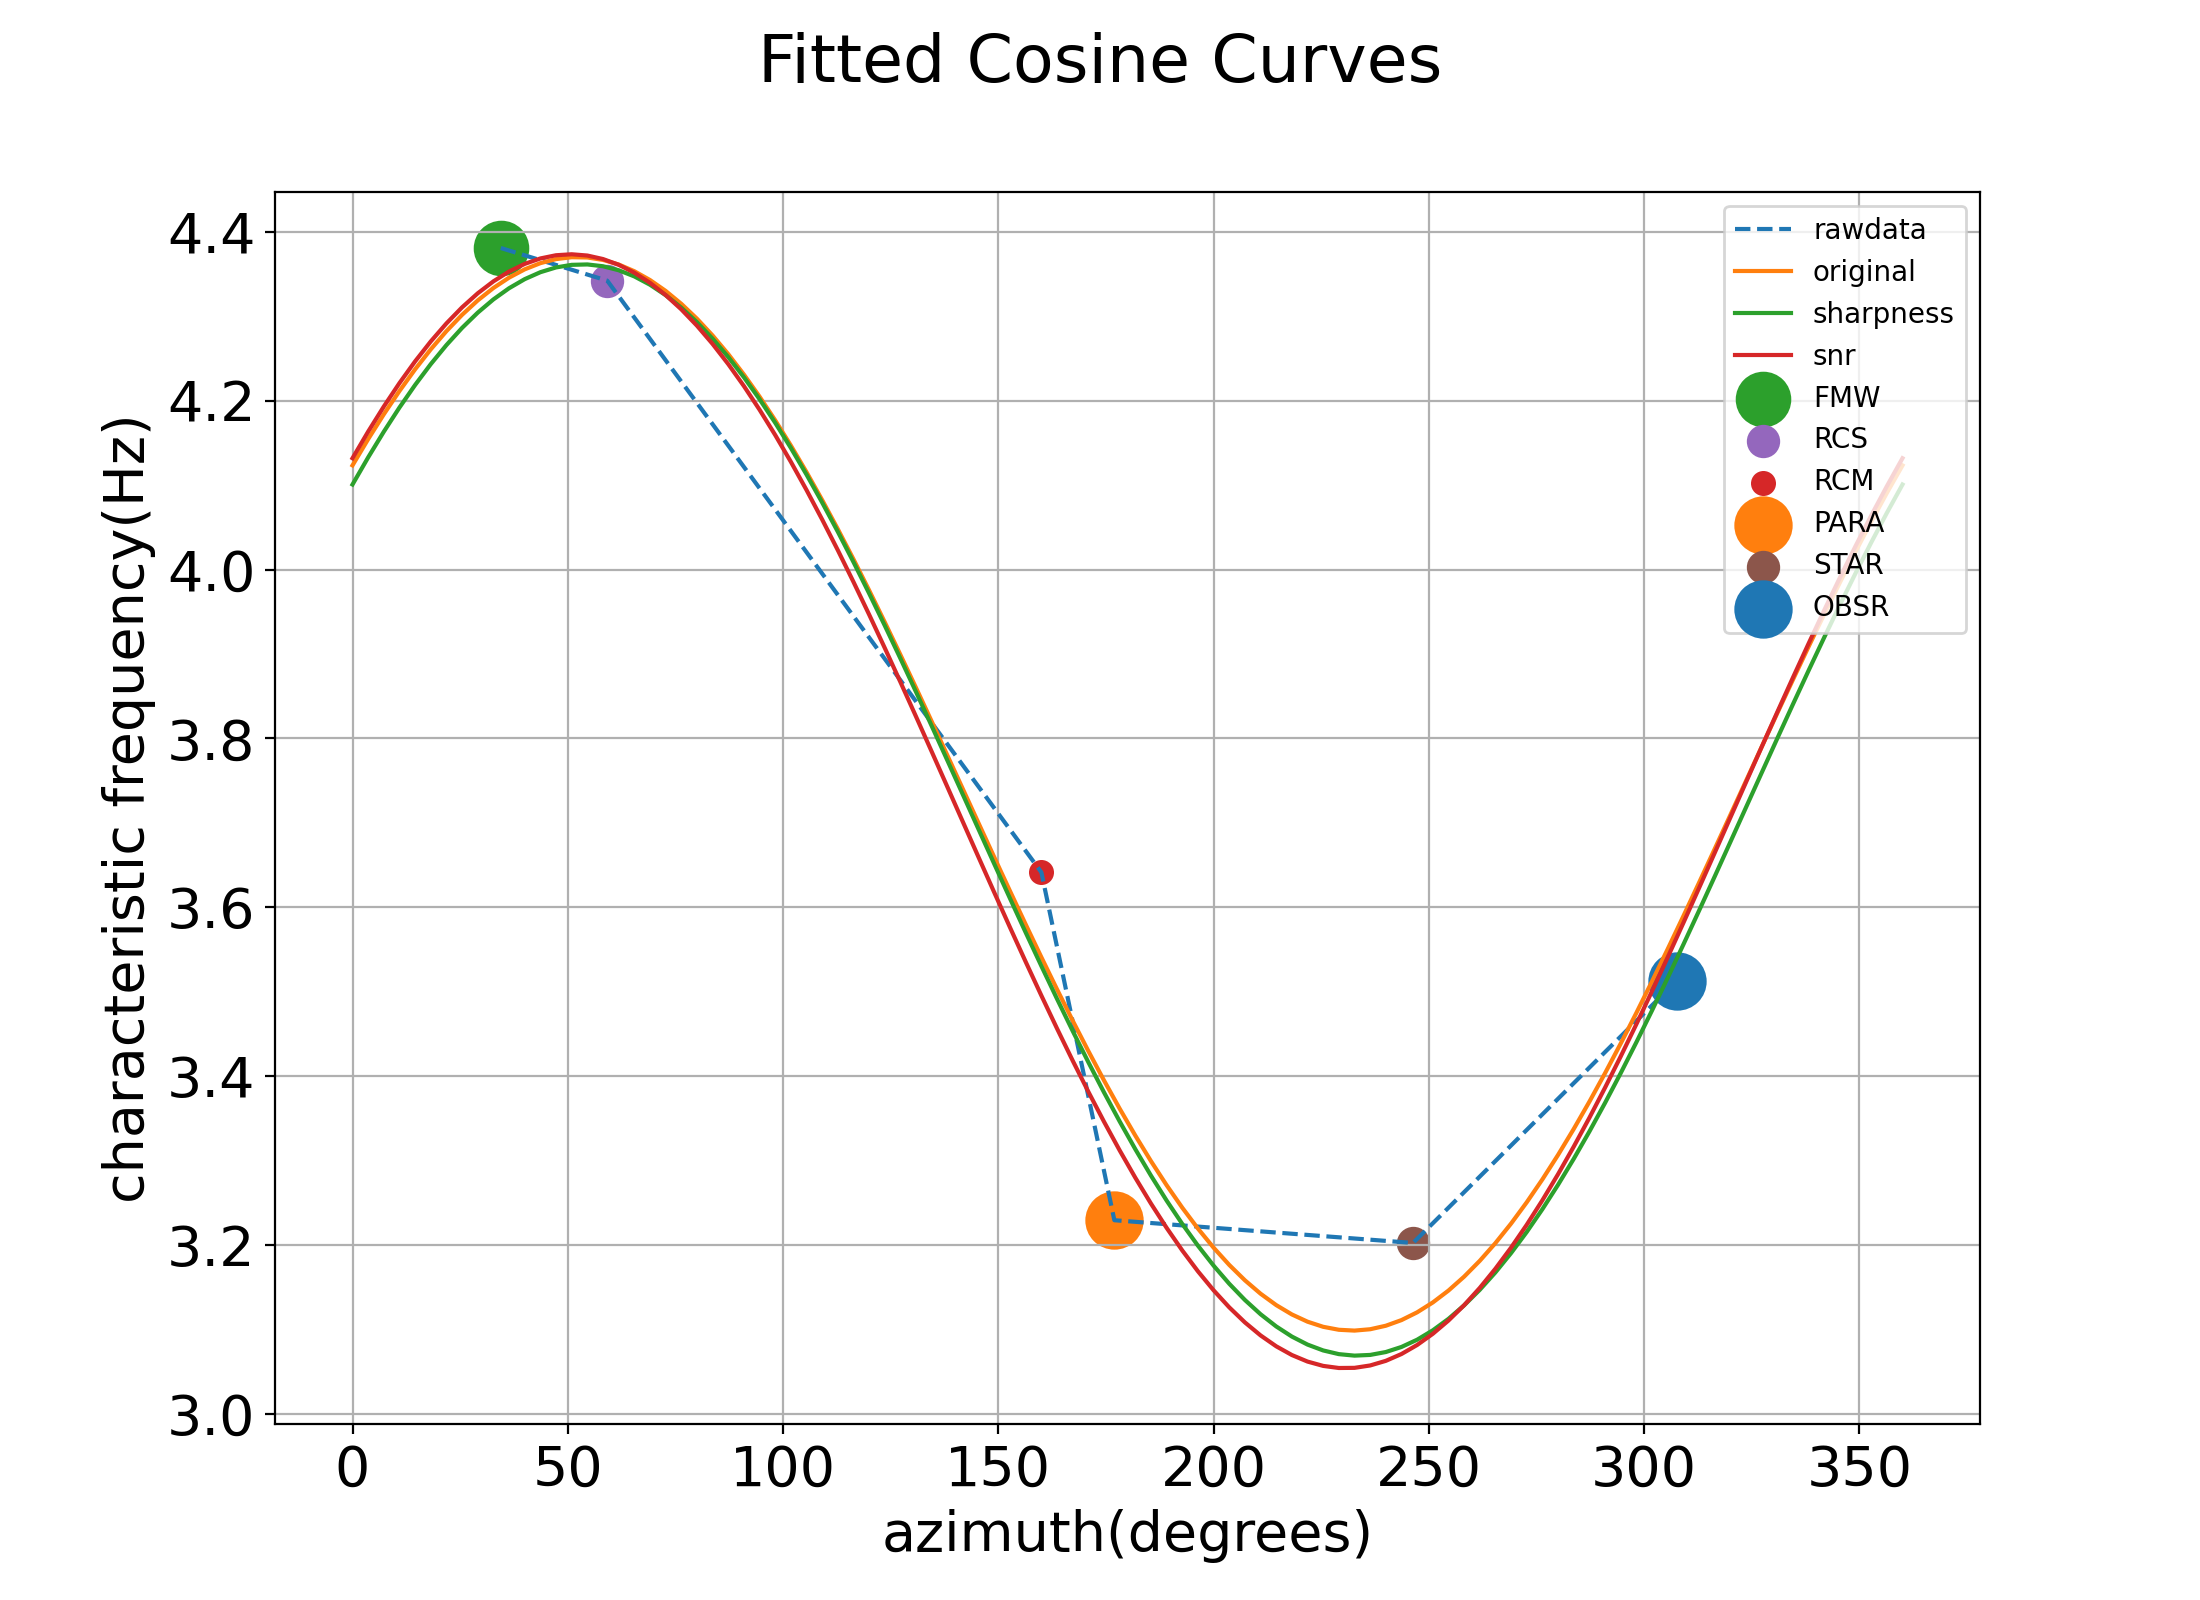 Fitted Cosine Curves
characteristic frequency(Hz)
4.4
4.2
4.0
3.8
3.6
3.4
3.2
3.0
0 50 100 150 200 250 300 350
azimuth(degrees)
rawdata
original
sharpness
snr
FMW
RCS
RCM
PARA
STAR
OBSR